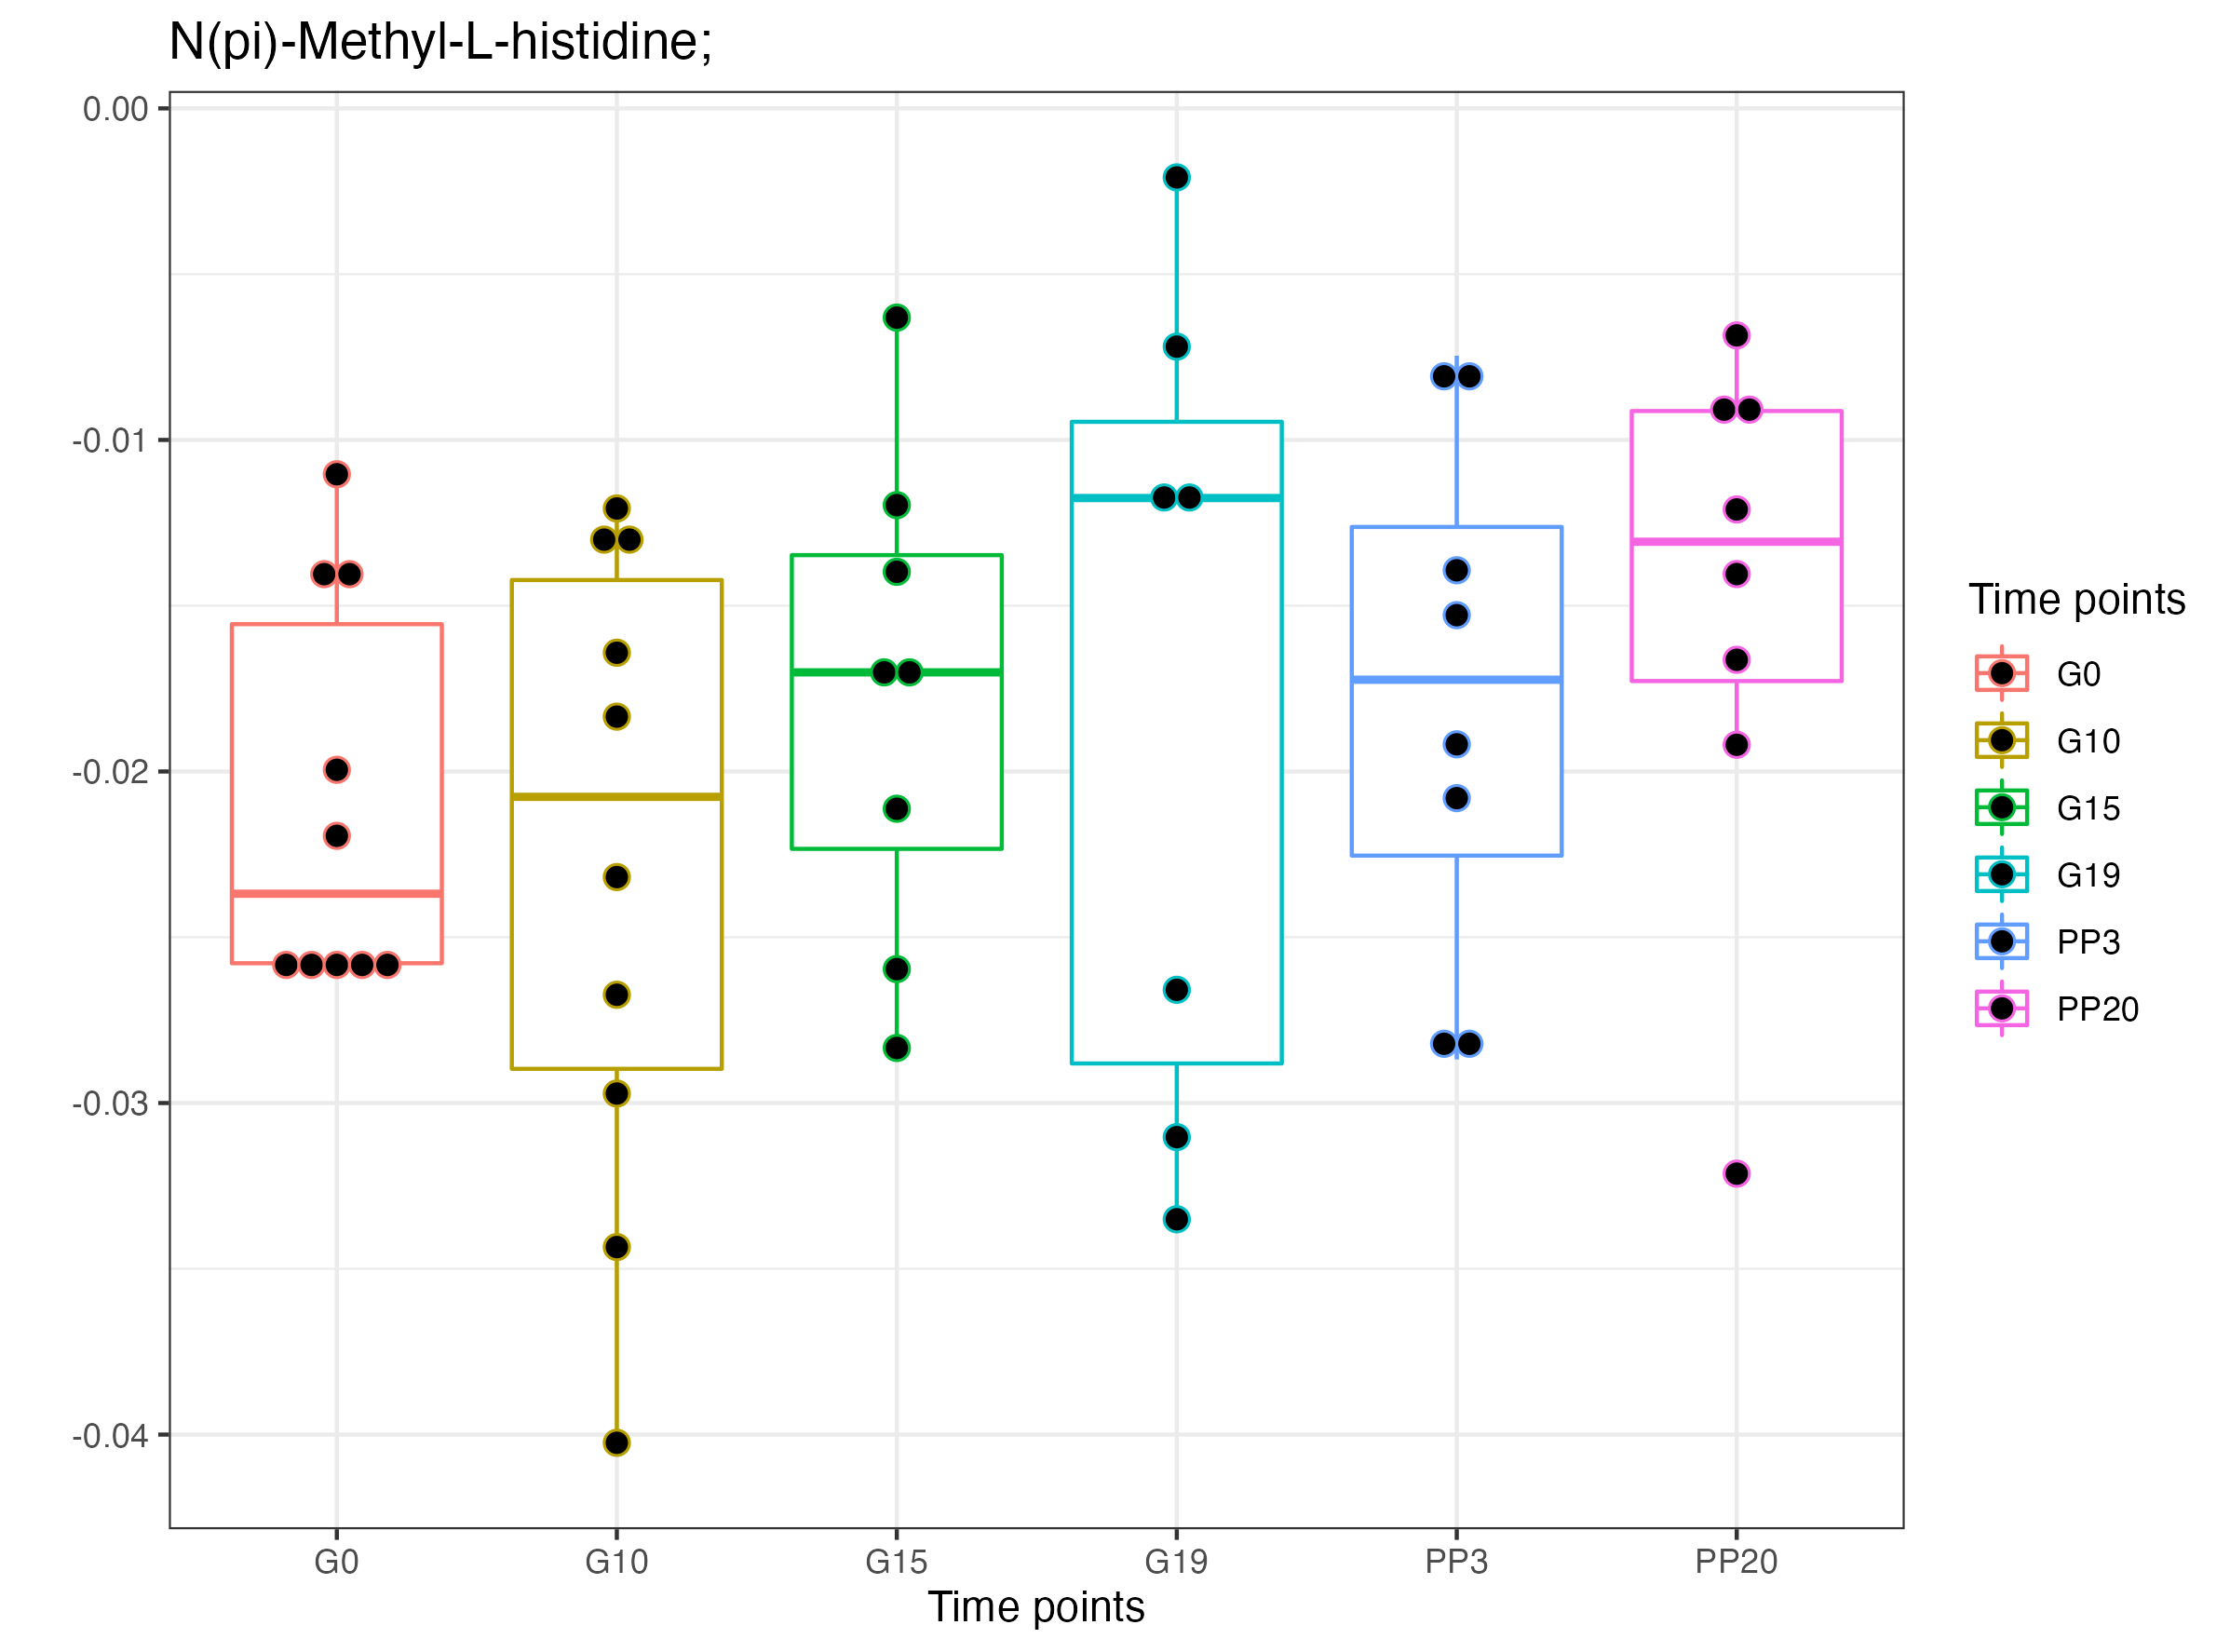 N(pi)-Methyl-L-histidine;
0.00
-0.01
-0.02
-0.03
-0.04
G0
G10
G15
G19
PP3
PP20
Time points
Time points
G0
G10
G15
G19
PP3
PP20